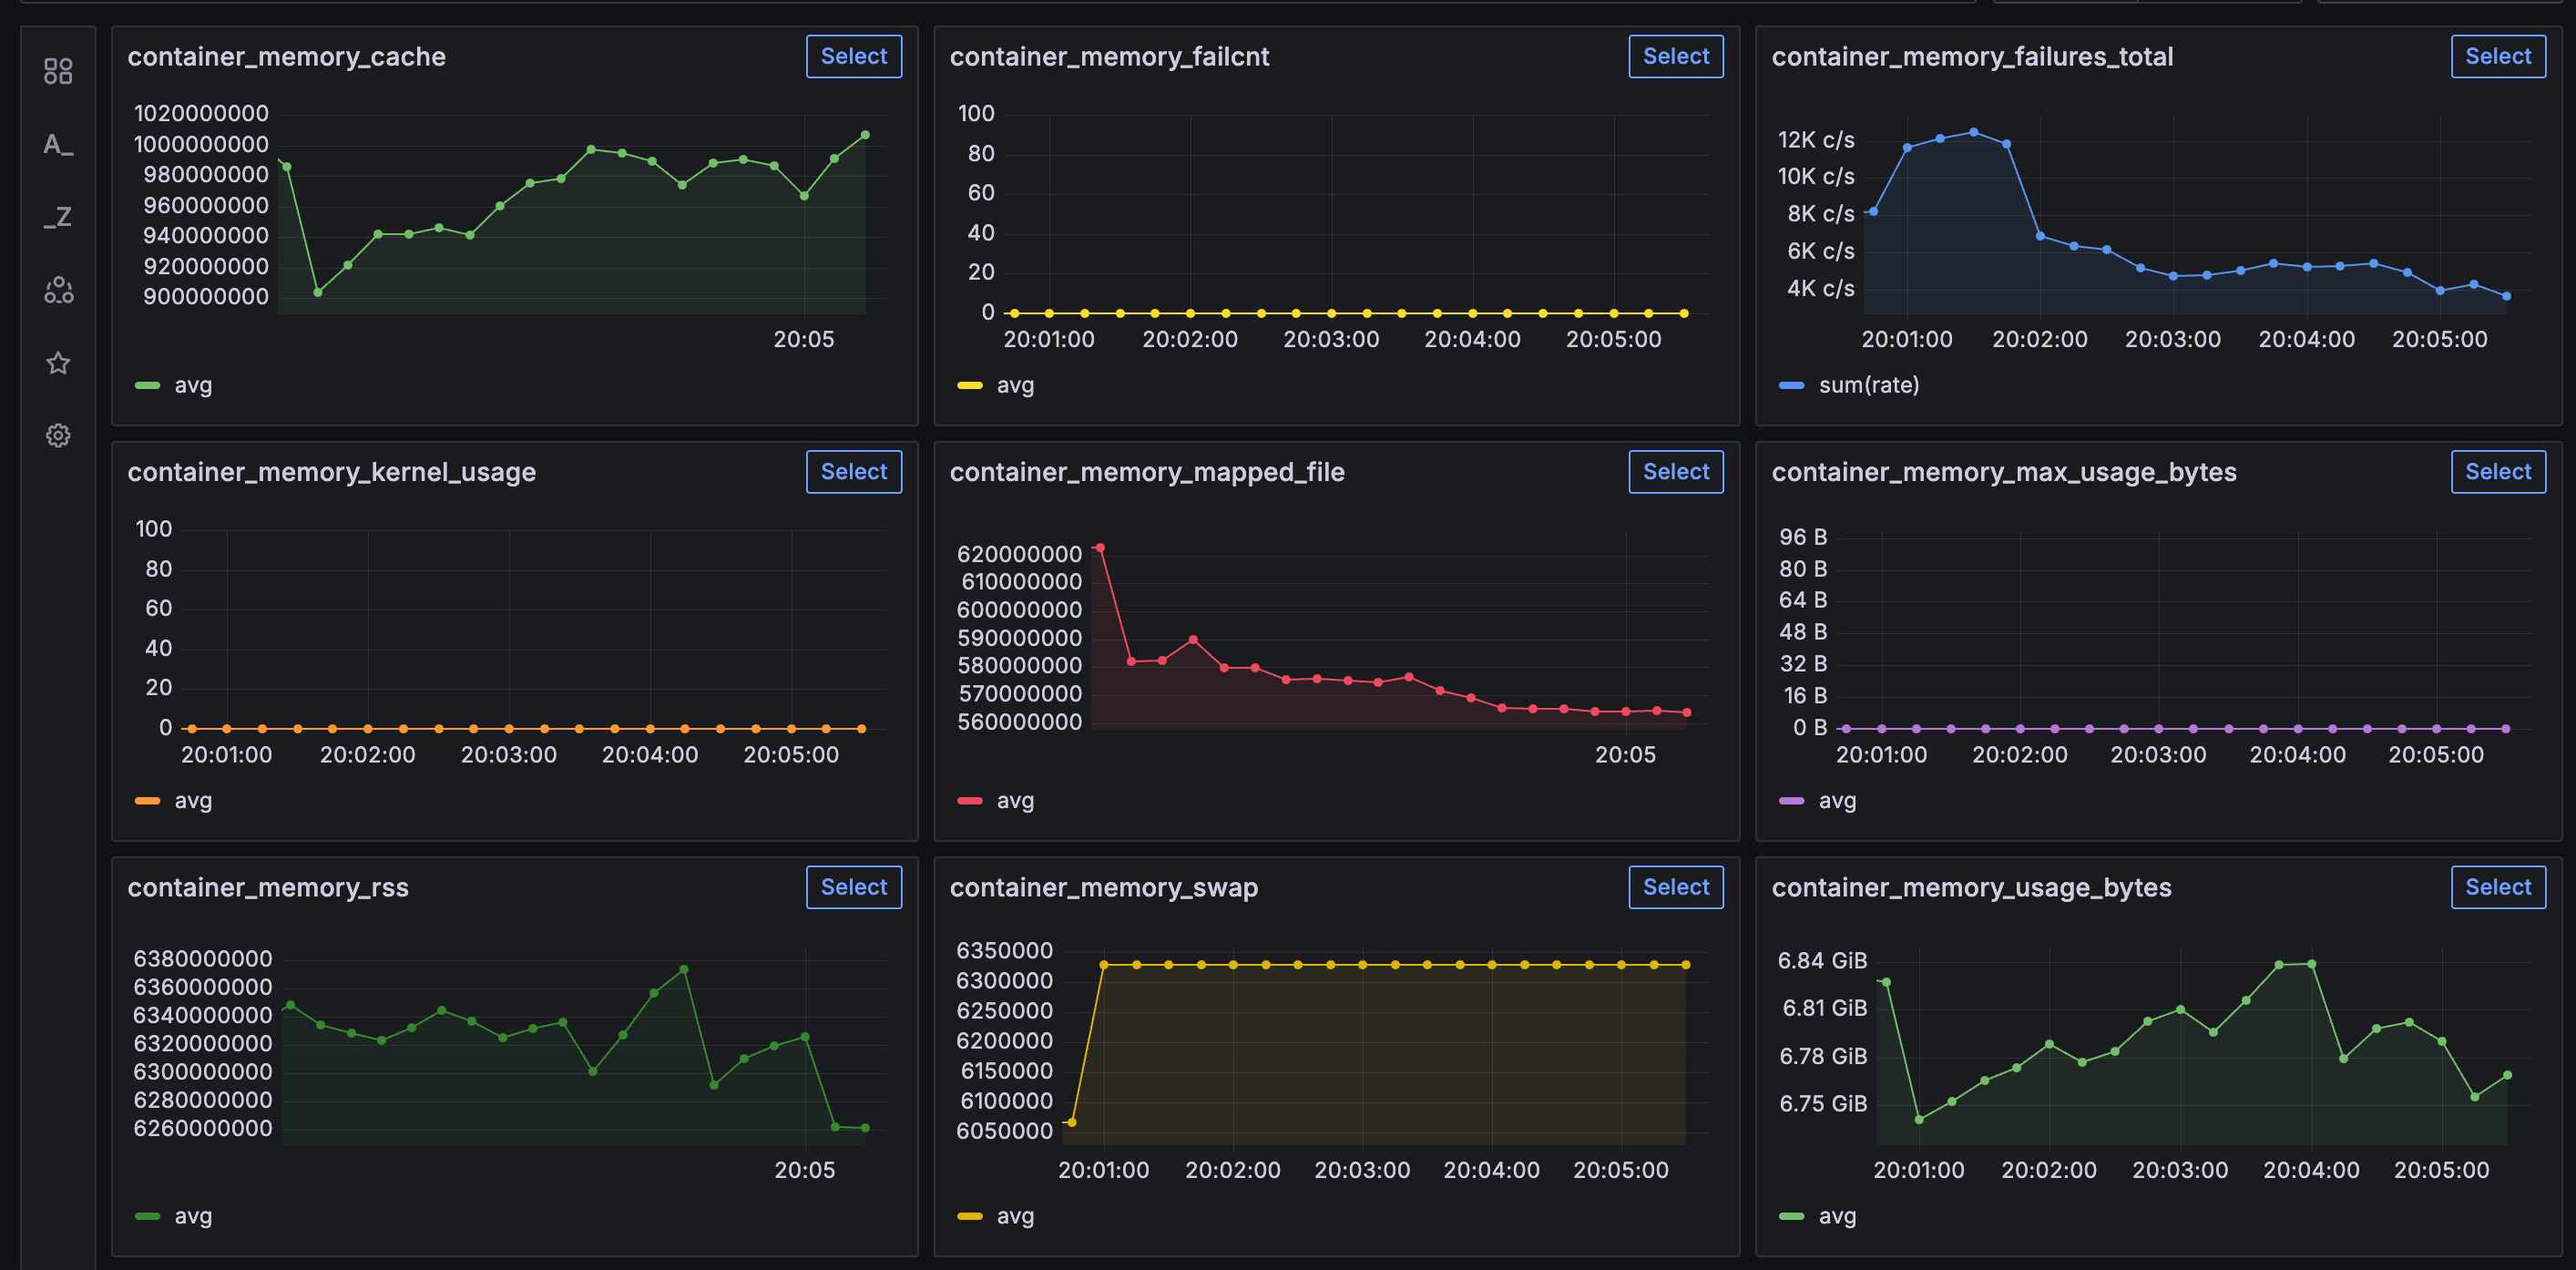 A_
_Z
container_memory_cache
Select
1020000000
1000000000
980000000
960000000
940000000
920000000
900000000
20:05
avg
container_memory_failcnt
Select
100
80
60
40
20
0
20:01:00 20:02:00 20:03:00 20:04:00 20:05:00
avg
container_memory_failures_total
Select
12K c/s
10K c/s
8K c/s
6K c/s
4K c/s
20:01:00 20:02:00 20:03:00 20:04:00 20:05:00
sum(rate)
container_memory_kernel_usage
Select
100
80
60
40
20
0
20:01:00 20:02:00 20:03:00 20:04:00 20:05:00
avg
container_memory_mapped_file
Select
620000000
610000000
600000000
590000000
580000000
570000000
560000000
20:05
avg
container_memory_max_usage_bytes
Select
96 B
80 B
64 B
48 B
32 B
16 B
0 B
20:01:00 20:02:00 20:03:00 20:04:00 20:05:00
avg
container_memory_rss
Select
6380000000
6360000000
6340000000
6320000000
6300000000
6280000000
6260000000
20:05
avg
container_memory_swap
Select
6350000
6300000
6250000
6200000
6150000
6100000
6050000
20:01:00 20:02:00 20:03:00 20:04:00 20:05:00
avg
container_memory_usage_bytes
Select
6.84 GiB
6.81 GiB
6.78 GiB
6.75 GiB
20:01:00 20:02:00 20:03:00 20:04:00 20:05:00
avg